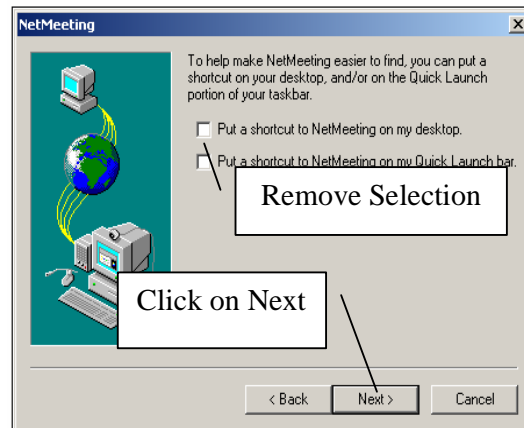 NetMeeting
To help make NetMeeting easier to find, you can put a
shortcut on your desktop, and/or on the Quick Launch
portion of your taskbar.
Put a shortcut to NetMeeting on my desktop.
Put a shortcut to NetMeeting on my Quick Launch bar.
Remove Selection
Click on Next
< Back
Next >
Cancel